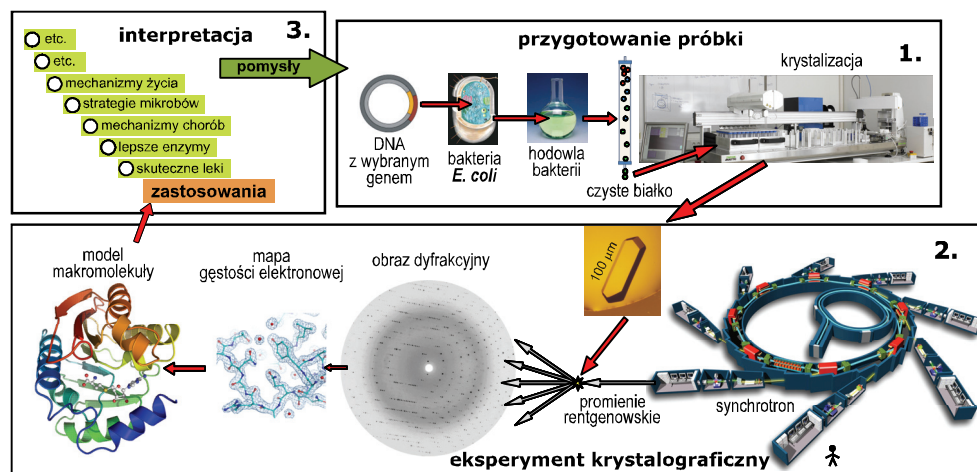 interpretacja
3.
etc.
etc.
mechanizmy życia
strategie mikrobów
mechanizmy chorób
lepsze enzymy
skuteczne leki
zastosowania
pomysły
przygotowanie próbki
1.
krystalizacja
DNA
z wybranym
genem
bakteria
E. coli
hodowla
bakterii
czyste białko
2.
model
makromolekuły
mapa
gęstości elektronowej
obraz dyfrakcyjny
100 μm
promienie
rentgenowskie
synchrotron
eksperyment krystalograficzny